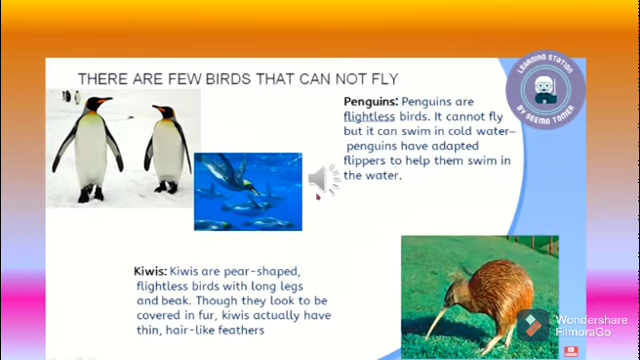 THERE ARE FEW BIRDS THAT CAN NOT FLY
LEARNING STATION
BY SEEMA TOMER
Penguins: Penguins are
flightless birds. It cannot fly
but it can swim in cold water–
penguins have adapted
flippers to help them swim in
the water.
Kiwis: Kiwis are pear-shaped,
flightless birds with long legs
and beak. Though they look to be
covered in fur, kiwis actually have
thin, hair-like feathers
Wondershare
FilmoraGo